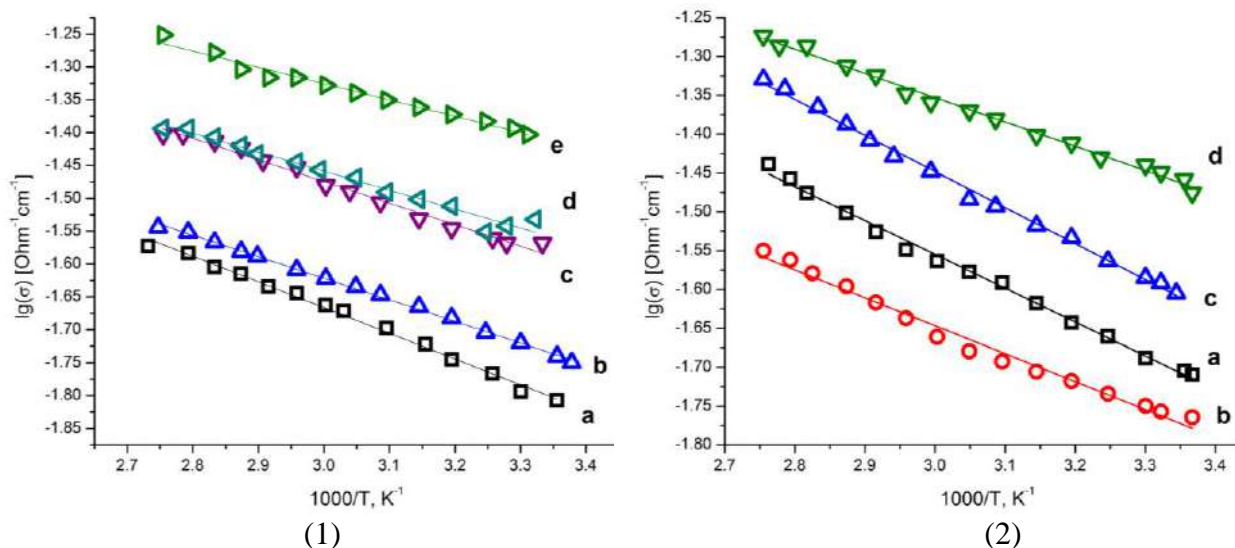 -1.25
-1.30
-1.35
-1.40
-1.45
-1.50
-1.55
-1.60
-1.65
-1.70
-1.75
-1.80
-1.85
lg(σ) [Ohm⁻¹cm⁻¹]
e
d
c
b
a
2.7 2.8 2.9 3.0 3.1 3.2 3.3 3.4
1000/T, K⁻¹
(1)
-1.25
-1.30
-1.35
-1.40
-1.45
-1.50
-1.55
-1.60
-1.65
-1.70
-1.75
-1.80
lg(σ) [Ohm⁻¹cm⁻¹]
d
c
a
b
2.7 2.8 2.9 3.0 3.1 3.2 3.3 3.4
1000/T, K⁻¹
(2)